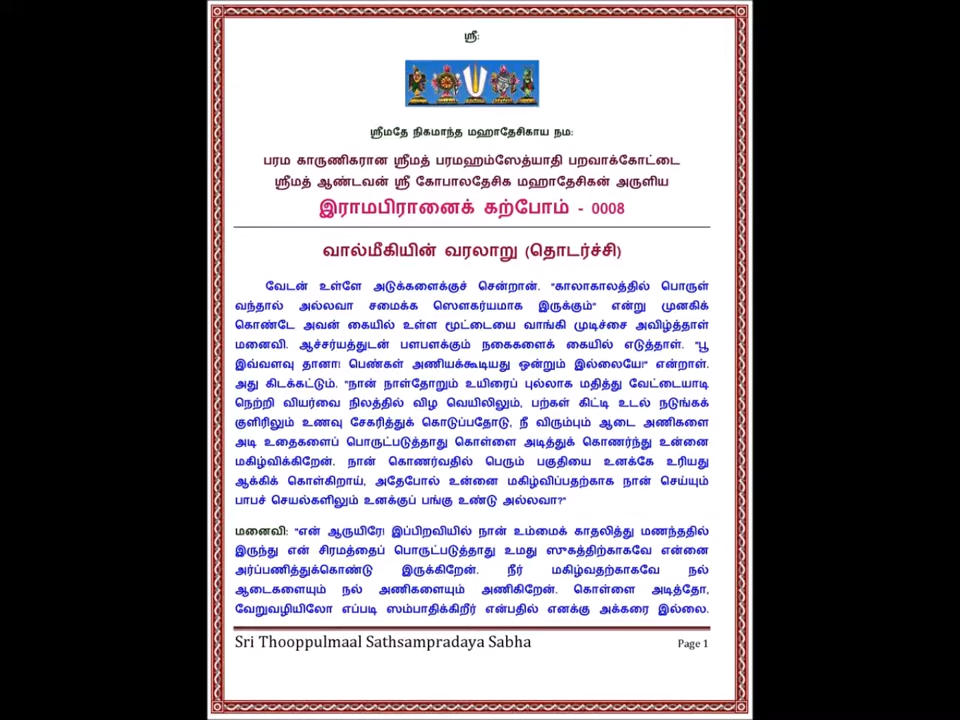 ஸ்ரீ:
ஸ்ரீமதே நிகமாந்த மஹாதேசிகாய நம:
பரம காருணிகரான ஸ்ரீமத் பரமஹம்ஸேத்யாதி பறவாக்கோட்டை
ஸ்ரீமத் ஆண்டவன் ஸ்ரீ கோபாலதேசிக மஹாதேசிகன் அருளிய
இராமபிரானைக் கற்போம் - 0008
வால்மீகியின் வரலாறு (தொடர்ச்சி)
வேடன் உள்ளே அடுக்களைக்குச் சென்றான். "காலாகாலத்தில் பொருள்
வந்தால் அல்லவா சமைக்க ஸௌகர்யமாக இருக்கும்" என்று முனகிக்
கொண்டே அவன் கையில் உள்ள மூட்டையை வாங்கி முடிச்சை அவிழ்த்தாள்
மனைவி. ஆச்சர்யத்துடன் பளபளக்கும் நகைகளைக் கையில் எடுத்தாள். "பூ
இவ்வளவு தானா! பெண்கள் அணியக்கூடியது ஒன்றும் இல்லையே!" என்றாள்.
அது கிடக்கட்டும். "நான் நாள்தோறும் உயிரைப் புல்லாக மதித்து வேட்டையாடி
நெற்றி வியர்வை நிலத்தில் விழ வெயிலிலும், பற்கள் கிட்டி உடல் நடுங்கக்
குளிரிலும் உணவு சேகரித்துக் கொடுப்பதோடு, நீ விரும்பும் ஆடை அணிகளை
அடி உதைகளைப் பொருட்படுத்தாது கொள்ளை அடித்துக் கொணர்ந்து உன்னை
மகிழ்விக்கிறேன். நான் கொணர்வதில் பெரும் பகுதியை உனக்கே உரியது
ஆக்கிக் கொள்கிறாய், அதேபோல் உன்னை மகிழ்விப்பதற்காக நான் செய்யும்
பாபச் செயல்களிலும் உனக்குப் பங்கு உண்டு அல்லவா?"
மனைவி: "என் ஆருயிரே! இப்பிறவியில் நான் உம்மைக் காதலித்து மணந்ததில்
இருந்து என் சிரமத்தைப் பொருட்படுத்தாது உமது ஸுகத்திற்காகவே என்னை
அர்ப்பணித்துக்கொண்டு இருக்கிறேன். நீர் மகிழ்வதற்காகவே நல்
ஆடைகளையும் நல் அணிகளையும் அணிகிறேன். கொள்ளை அடித்தோ,
வேறுவழியிலோ எப்படி ஸம்பாதிக்கிறீர் என்பதில் எனக்கு அக்கரை இல்லை.
Sri Thooppulmaal Sathsampradaya Sabha
Page 1